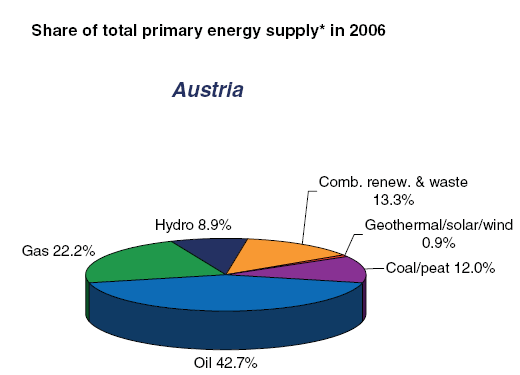 Share of total primary energy supply* in 2006
Austria
Comb. renew. & waste
13.3%
Hydro 8.9%
Geothermal/solar/wind
0.9%
Gas 22.2%
Coal/peat 12.0%
Oil 42.7%